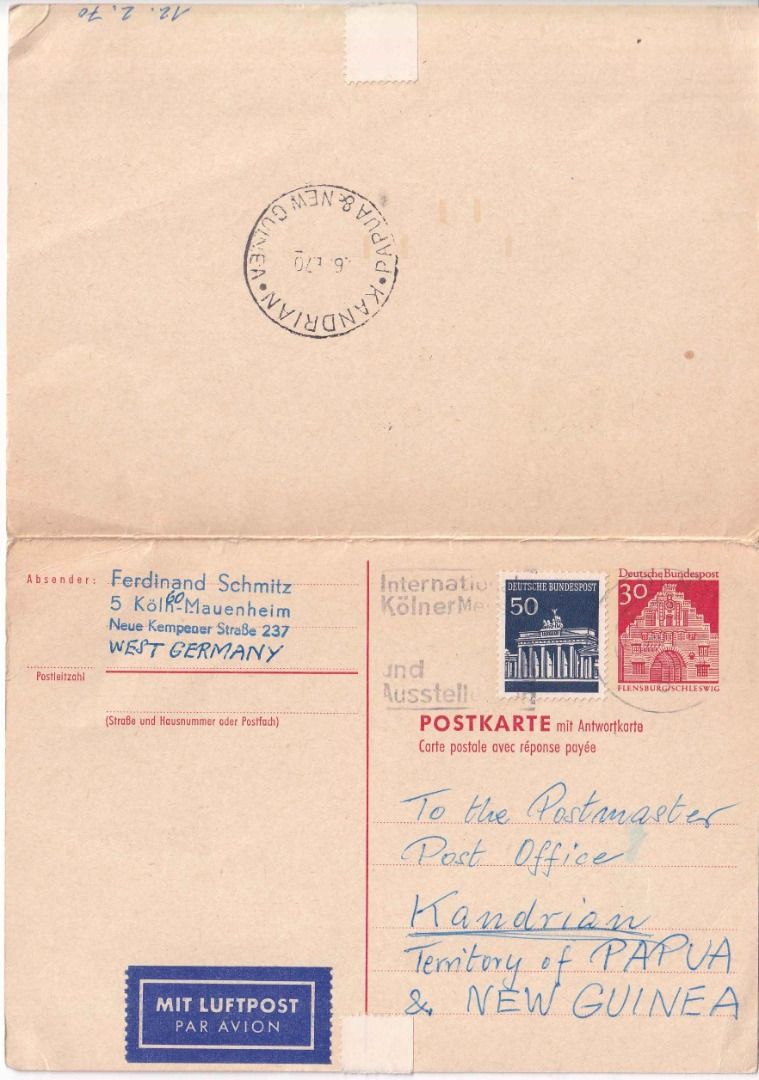 12. 2. 70
PAPUA & NEW GUINEA
KANDRIAN
Absender:
Ferdinand Schmitz
5 Köln-Mauenheim
60
Neue Kempener Straße 237
WEST GERMANY
Postleitzahl
(Straße und Hausnummer oder Postfach)
Internatio
Kölner Me
und
Ausstell
DEUTSCHE BUNDESPOST
50
Deutsche Bundespost
30
FLENSBURG/SCHLESWIG
POSTKARTE mit Antwortkarte
Carte postale avec réponse payée
To the Postmaster
Post Office
Kandrian
Territory of PAPUA
& NEW GUINEA
MIT LUFTPOST
PAR AVION